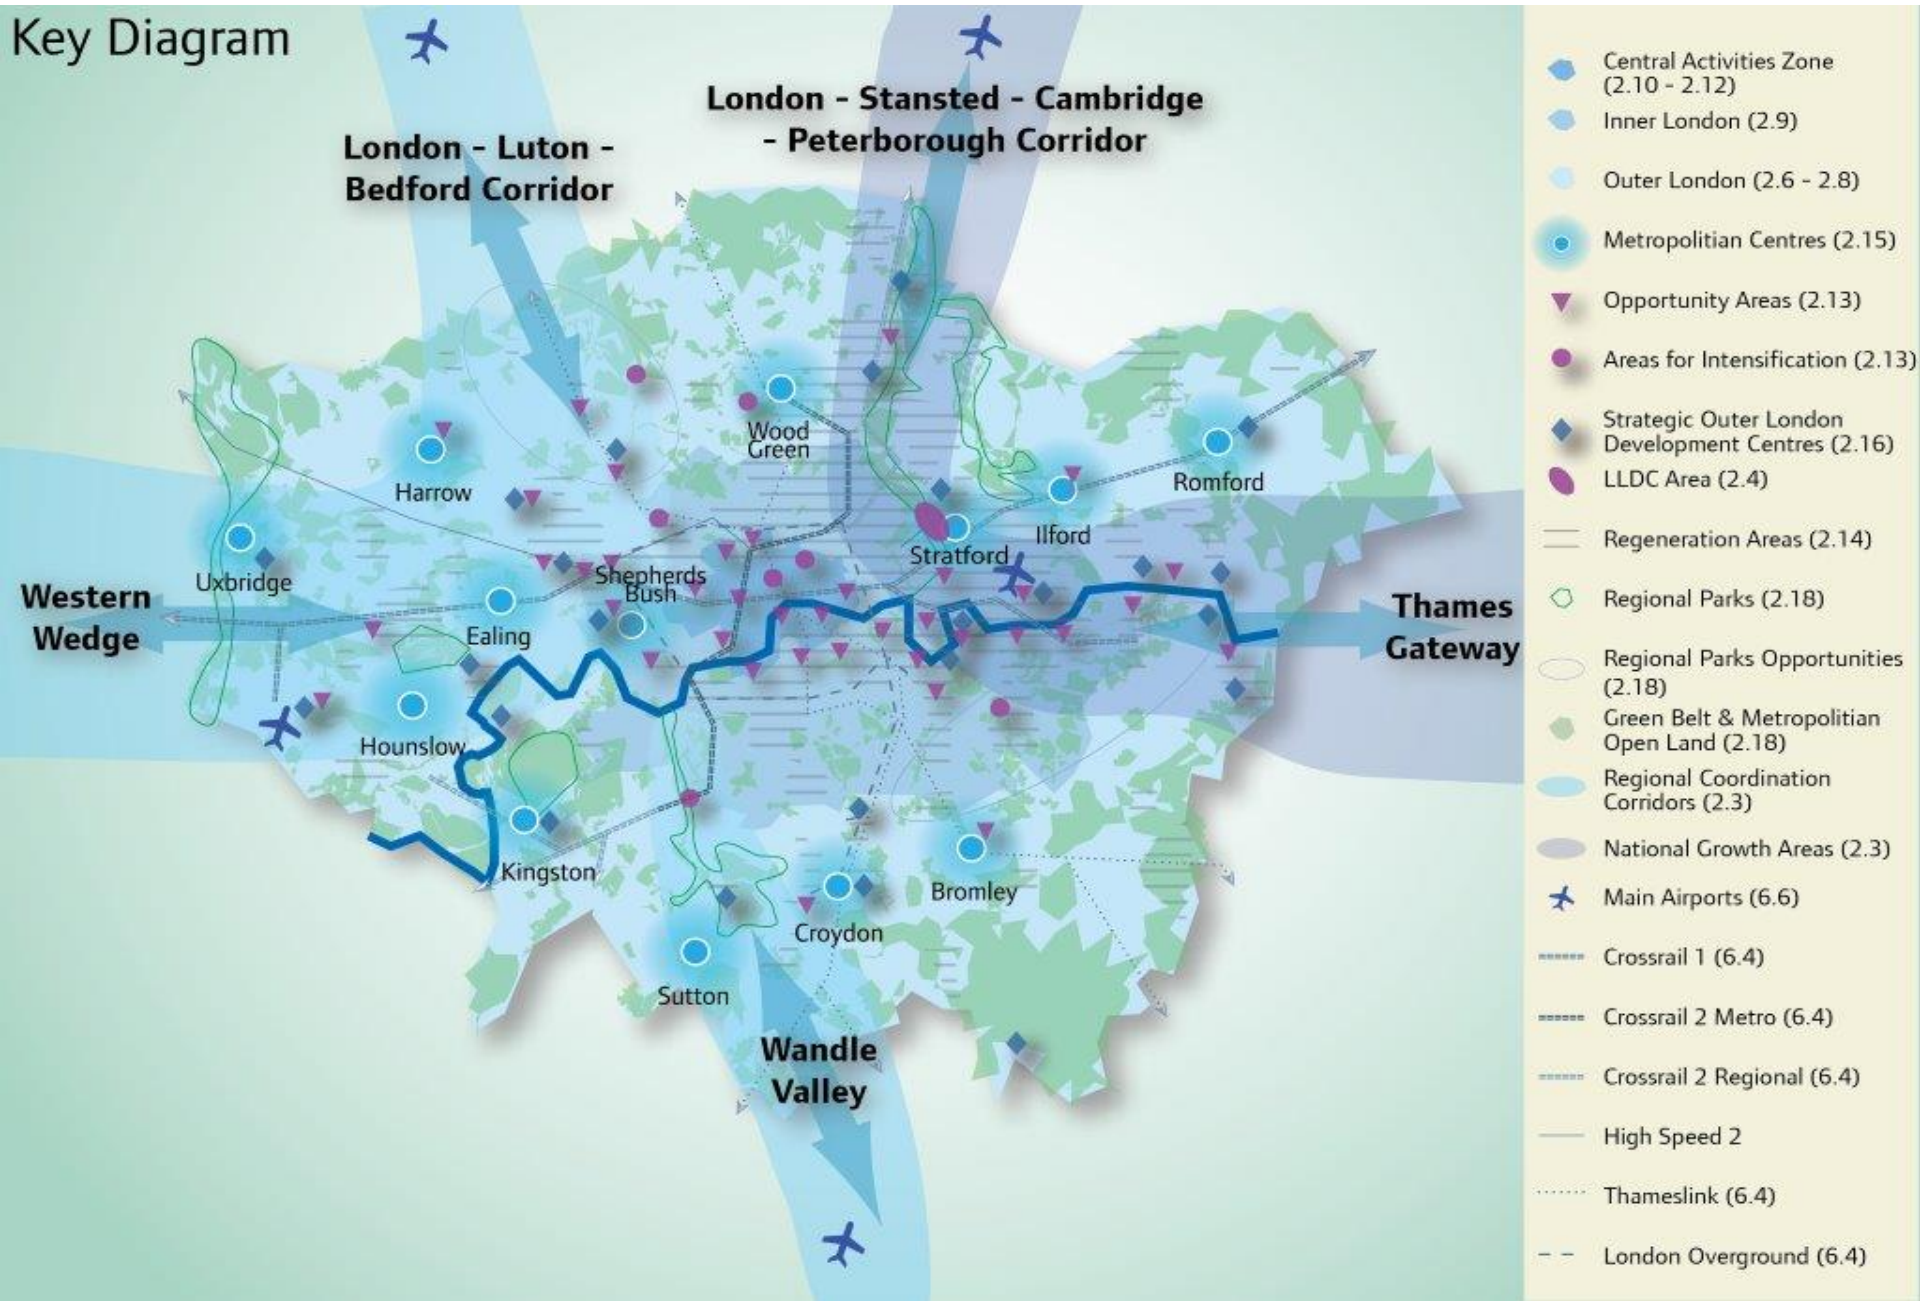 Key Diagram
London - Stansted - Cambridge
- Peterborough Corridor
London - Luton -
Bedford Corridor
Wood
Green
Harrow
Romford
Ilford
Stratford
Uxbridge
Shepherds
Bush
Western
Wedge
Ealing
Thames
Gateway
Hounslow
Kingston
Bromley
Croydon
Sutton
Wandle
Valley
Central Activities Zone
(2.10 - 2.12)
Inner London (2.9)
Outer London (2.6 - 2.8)
Metropolitian Centres (2.15)
Opportunity Areas (2.13)
Areas for Intensification (2.13)
Strategic Outer London
Development Centres (2.16)
LLDC Area (2.4)
Regeneration Areas (2.14)
Regional Parks (2.18)
Regional Parks Opportunities
(2.18)
Green Belt & Metropolitian
Open Land (2.18)
Regional Coordination
Corridors (2.3)
National Growth Areas (2.3)
Main Airports (6.6)
Crossrail 1 (6.4)
Crossrail 2 Metro (6.4)
Crossrail 2 Regional (6.4)
High Speed 2
Thameslink (6.4)
London Overground (6.4)